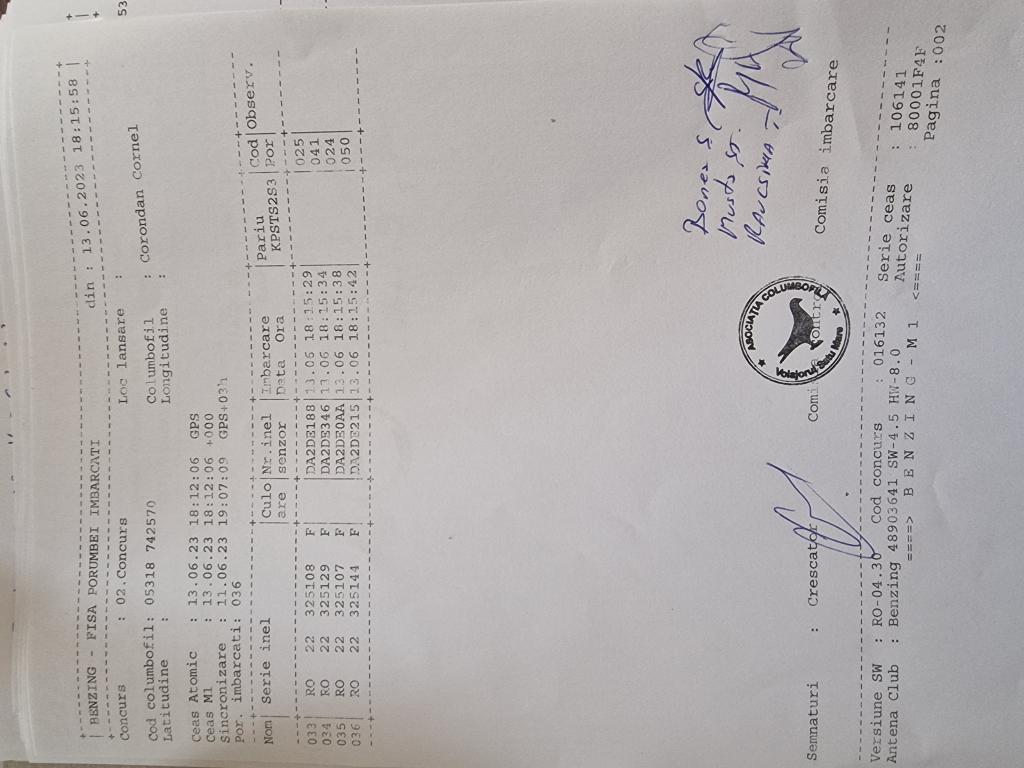 53
| BENZING - FISA PORUMBEI IMBARCATI din : 13.06.2023 18:15:58 |
Concurs : 02.Concurs Loc lansare :
Cod columbofil: 05318 742570 Columbofil : Corondan Cornel
Latitudine : Longitudine :
Ceas Atomic : 13.06.23 18:12:06 GPS
Ceas M1 : 13.06.23 18:12:06 +000
Sincronizare : 11.06.23 19:07:09 GPS+03h
Por. imbarcati: 036
Nom| Serie inel |Culo|Nr.inel |Imbarcare |Pariu |Cod |Observ.
are |senzor |Data Ora | KPSTS2S3 |Por |
033| RO 22 325108 F| |DA2DE188 |13.06 18:15:29 |025|
034| RO 22 325129 F| |DA2DE346 |13.06 18:15:34 |041|
035| RO 22 325107 F| |DA2DE0AA |13.06 18:15:38 |024|
036| RO 22 325144 F| |DA2DE215 |13.06 18:15:42 |050|
Bonea S
Musta
ASOCIATIA COLUMBOFILA
Voiajorul Satu Mare
Semnaturi : Crescator Comisia imbarcare
Versiune SW : RO-04.30 Cod concurs : 016132 Serie ceas : 106141
Antena Club : Benzing 48903641 SW-4.5 HW-8.0 Autorizare : 80001F4F
====> B E N Z I N G - M 1 <==== Pagina :002